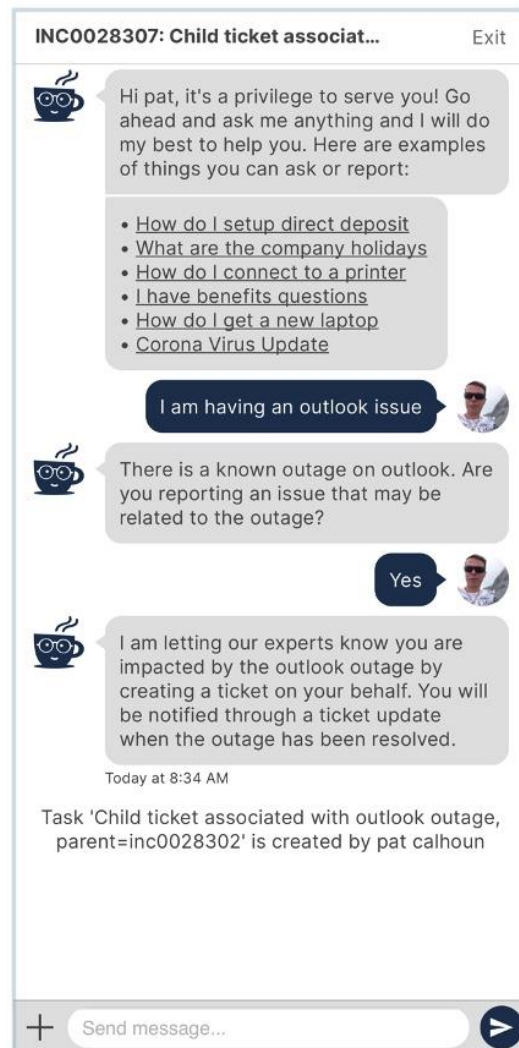 INC0028307: Child ticket associat...
Exit
Hi pat, it's a privilege to serve you! Go
ahead and ask me anything and I will do
my best to help you. Here are examples
of things you can ask or report:
• How do I setup direct deposit
• What are the company holidays
• How do I connect to a printer
• I have benefits questions
• How do I get a new laptop
• Corona Virus Update
I am having an outlook issue
There is a known outage on outlook. Are
you reporting an issue that may be
related to the outage?
Yes
I am letting our experts know you are
impacted by the outlook outage by
creating a ticket on your behalf. You will
be notified through a ticket update
when the outage has been resolved.
Today at 8:34 AM
Task 'Child ticket associated with outlook outage,
parent=inc0028302' is created by pat calhoun
Send message...